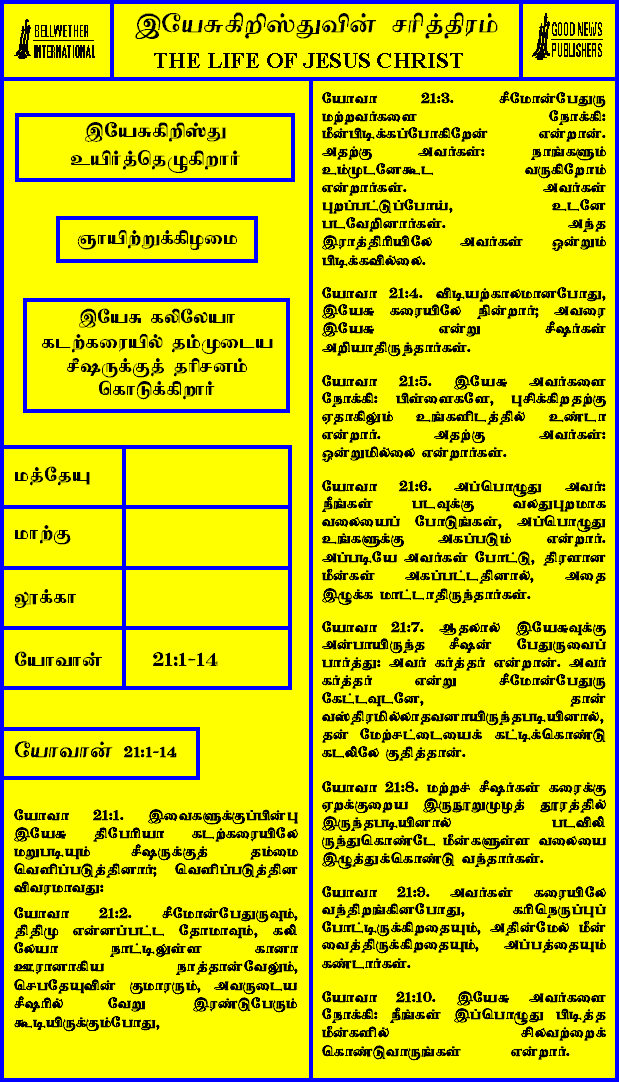 BELLWETHER
INTERNATIONAL
இயேசுகிறிஸ்துவின் சரித்திரம்
THE LIFE OF JESUS CHRIST
GOOD NEWS
PUBLISHERS
இயேசுகிறிஸ்து
உயிர்த்தெழுகிறார்
ஞாயிற்றுக்கிழமை
இயேசு கலிலேயா
கடற்கரையில் தம்முடைய
சீஷருக்குத் தரிசனம்
கொடுக்கிறார்
மத்தேயு
மாற்கு
லூக்கா
யோவான் 21:1-14
யோவான் 21:1-14
யோவா 21:1. இவைகளுக்குப்பின்பு
இயேசு திபேரியா கடற்கரையிலே
மறுபடியும் சீஷருக்குத் தம்மை
வெளிப்படுத்தினார்; வெளிப்படுத்தின
விவரமாவது:
யோவா 21:2. சீமோன்பேதுருவும்,
திதிமு என்னப்பட்ட தோமாவும், கலி
லேயா நாட்டிலுள்ள கானா
ஊரானாகிய நாத்தான்வேலும்,
செபதேயுவின் குமாரரும், அவருடைய
சீஷரில் வேறு இரண்டுபேரும்
கூடியிருக்கும்போது,
யோவா 21:3. சீமோன்பேதுரு
மற்றவர்களை நோக்கி:
மீன்பிடிக்கப்போகிறேன் என்றான்.
அதற்கு அவர்கள்: நாங்களும்
உம்முடனேகூட வருகிறோம்
என்றார்கள். அவர்கள்
புறப்பட்டுப்போய், உடனே
படவேறினார்கள். அந்த
இராத்திரியிலே அவர்கள் ஒன்றும்
பிடிக்கவில்லை.
யோவா 21:4. விடியற்காலமானபோது,
இயேசு கரையிலே நின்றார்; அவரை
இயேசு என்று சீஷர்கள்
அறியாதிருந்தார்கள்.
யோவா 21:5. இயேசு அவர்களை
நோக்கி: பிள்ளைகளே, புசிக்கிறதற்கு
ஏதாகிலும் உங்களிடத்தில் உண்டா
என்றார். அதற்கு அவர்கள்:
ஒன்றுமில்லை என்றார்கள்.
யோவா 21:6. அப்பொழுது அவர்:
நீங்கள் படவுக்கு வலதுபுறமாக
வலையைப் போடுங்கள், அப்பொழுது
உங்களுக்கு அகப்படும் என்றார்.
அப்படியே அவர்கள் போட்டு, திரளான
மீன்கள் அகப்பட்டதினால், அதை
இழுக்க மாட்டாதிருந்தார்கள்.
யோவா 21:7. ஆதலால் இயேசுவுக்கு
அன்பாயிருந்த சீஷன் பேதுருவைப்
பார்த்து: அவர் கர்த்தர் என்றான். அவர்
கர்த்தர் என்று சீமோன்பேதுரு
கேட்டவுடனே, தான்
வஸ்திரமில்லாதவனாயிருந்தபடியினால்,
தன் மேற்சட்டையைக் கட்டிக்கொண்டு
கடலிலே குதித்தான்.
யோவா 21:8. மற்றச் சீஷர்கள் கரைக்கு
ஏறக்குறைய இருநூறுமுழத் தூரத்தில்
இருந்தபடியினால் படவிலி
ருந்துகொண்டே மீன்களுள்ள வலையை
இழுத்துக்கொண்டு வந்தார்கள்.
யோவா 21:9. அவர்கள் கரையிலே
வந்திறங்கினபோது, கரிநெருப்புப்
போட்டிருக்கிறதையும், அதின்மேல் மீன்
வைத்திருக்கிறதையும், அப்பத்தையும்
கண்டார்கள்.
யோவா 21:10. இயேசு அவர்களை
நோக்கி: நீங்கள் இப்பொழுது பிடித்த
மீன்களில் சிலவற்றைக்
கொண்டுவாருங்கள் என்றார்.